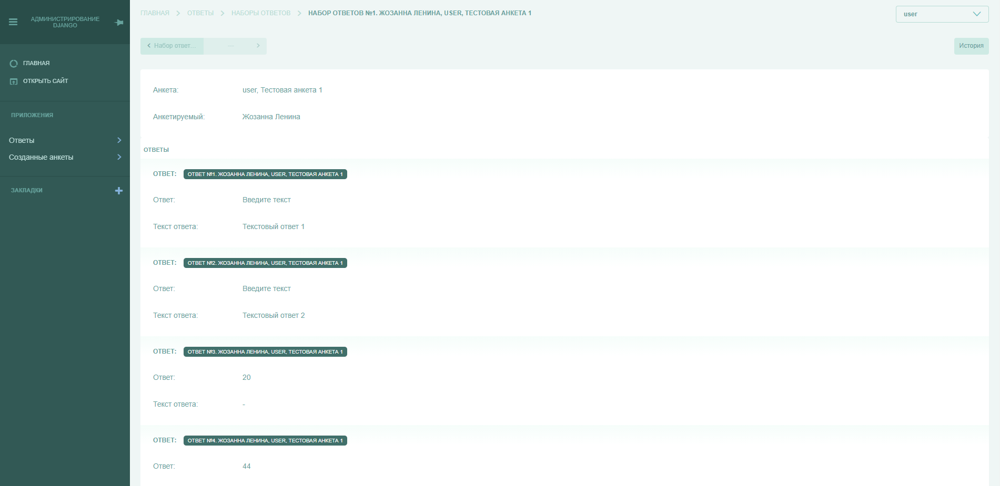 АДМИНИСТРИРОВАНИЕ
DJANGO
ГЛАВНАЯ
ОТКРЫТЬ САЙТ
ПРИЛОЖЕНИЯ
Ответы
Созданные анкеты
ЗАКЛАДКИ
ГЛАВНАЯ ОТВЕТЫ НАБОРЫ ОТВЕТОВ НАБОР ОТВЕТОВ №1. ЖОЗАННА ЛЕНИНА, USER, ТЕСТОВАЯ АНКЕТА 1
user
Набор ответ... ---
История
Анкета: user, Тестовая анкета 1
Анкетируемый: Жозанна Ленина
ОТВЕТЫ
ОТВЕТ: ОТВЕТ №1. ЖОЗАННА ЛЕНИНА, USER, ТЕСТОВАЯ АНКЕТА 1
Ответ: Введите текст
Текст ответа: Текстовый ответ 1
ОТВЕТ: ОТВЕТ №2. ЖОЗАННА ЛЕНИНА, USER, ТЕСТОВАЯ АНКЕТА 1
Ответ: Введите текст
Текст ответа: Текстовый ответ 2
ОТВЕТ: ОТВЕТ №3. ЖОЗАННА ЛЕНИНА, USER, ТЕСТОВАЯ АНКЕТА 1
Ответ: 20
Текст ответа: -
ОТВЕТ: ОТВЕТ №4. ЖОЗАННА ЛЕНИНА, USER, ТЕСТОВАЯ АНКЕТА 1
Ответ: 44